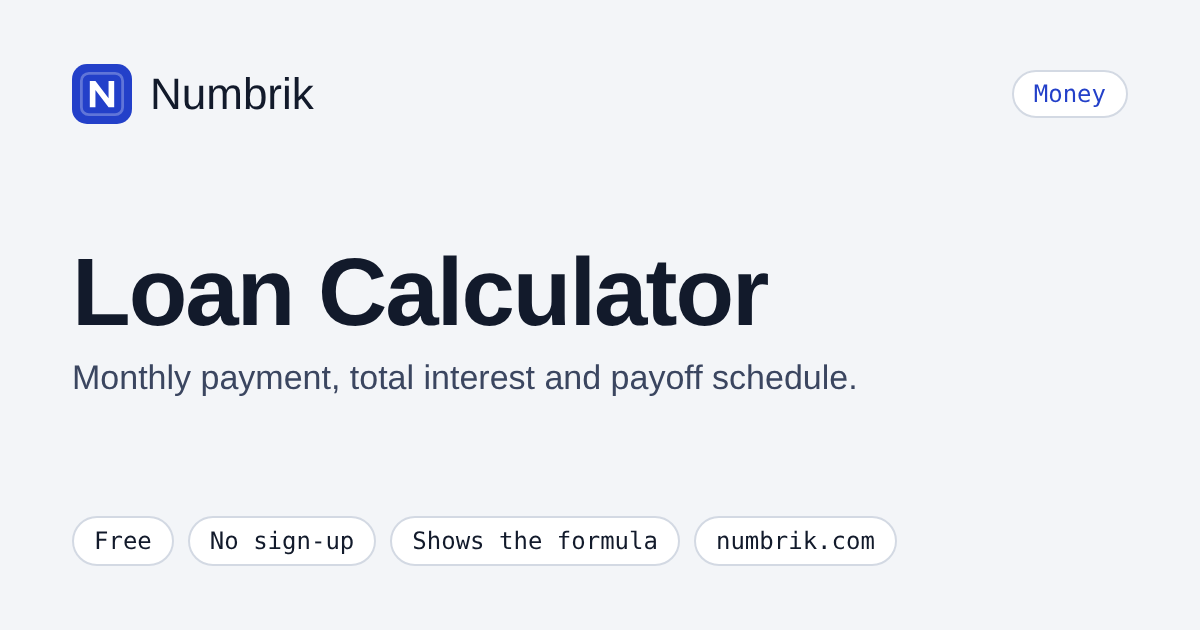 N Numbrik
Money
Loan Calculator
Monthly payment, total interest and payoff schedule.
Free
No sign-up
Shows the formula
numbrik.com